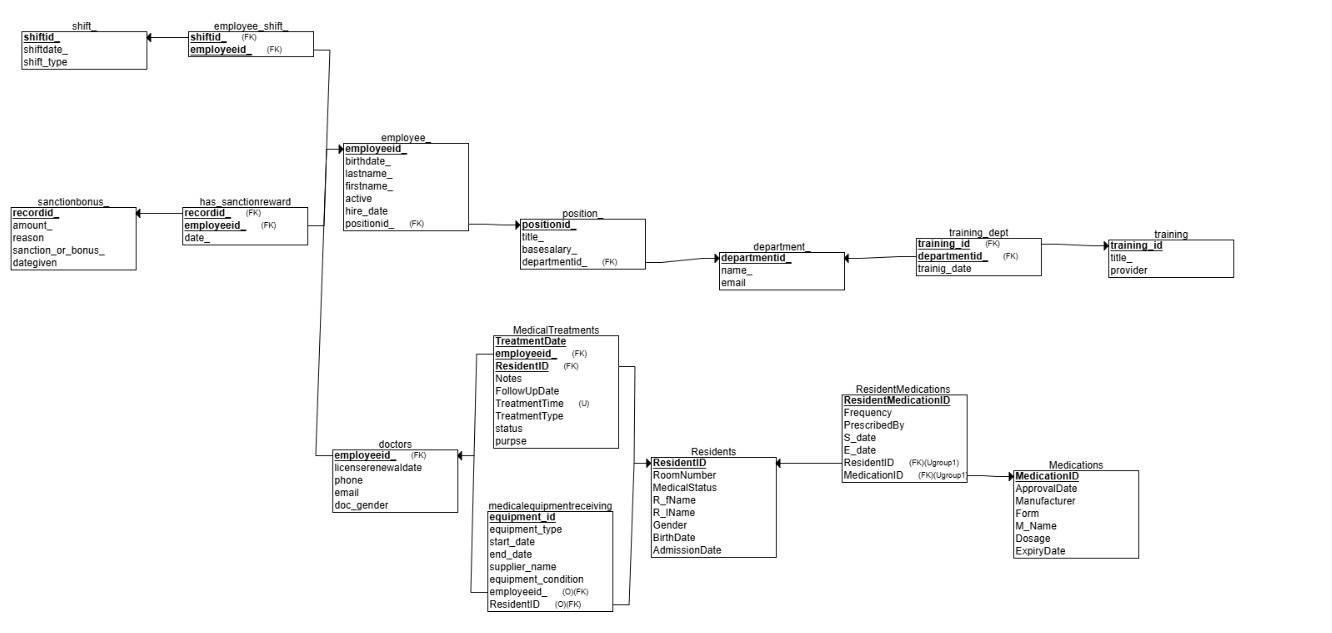 shift_
shiftid_
shiftdate_
shift_type
employee_shift_
shiftid_ (FK)
employeeid_ (FK)
employee_
employeeid_
birthdate_
lastname_
firstname_
active
hire_date
positionid_ (FK)
sanctionbonus_
recordid_
amount_
reason
sanction_or_bonus_
dategiven
has_sanctionreward
recordid_ (FK)
employeeid_ (FK)
date_
position_
positionid_
title_
basesalary_
departmentid_ (FK)
department_
departmentid_
name_
email
training_dept
training_id (FK)
departmentid_ (FK)
trainig_date
training
training_id
title_
provider
MedicalTreatments
TreatmentDate
employeeid_ (FK)
ResidentID (FK)
Notes
FollowUpDate
TreatmentTime (U)
TreatmentType
status
purpse
doctors
employeeid_ (FK)
licenserenewaldate
phone
email
doc_gender
medicalequipmentreceiving
equipment_id
equipment_type
start_date
end_date
supplier_name
equipment_condition
employeeid_ (O)(FK)
ResidentID (O)(FK)
Residents
ResidentID
RoomNumber
MedicalStatus
R_fName
R_lName
Gender
BirthDate
AdmissionDate
ResidentMedications
ResidentMedicationID
Frequency
PrescribedBy
S_date
E_date
ResidentID (FK)(Ugroup1)
MedicationID (FK)(Ugroup1)
Medications
MedicationID
ApprovalDate
Manufacturer
Form
M_Name
Dosage
ExpiryDate